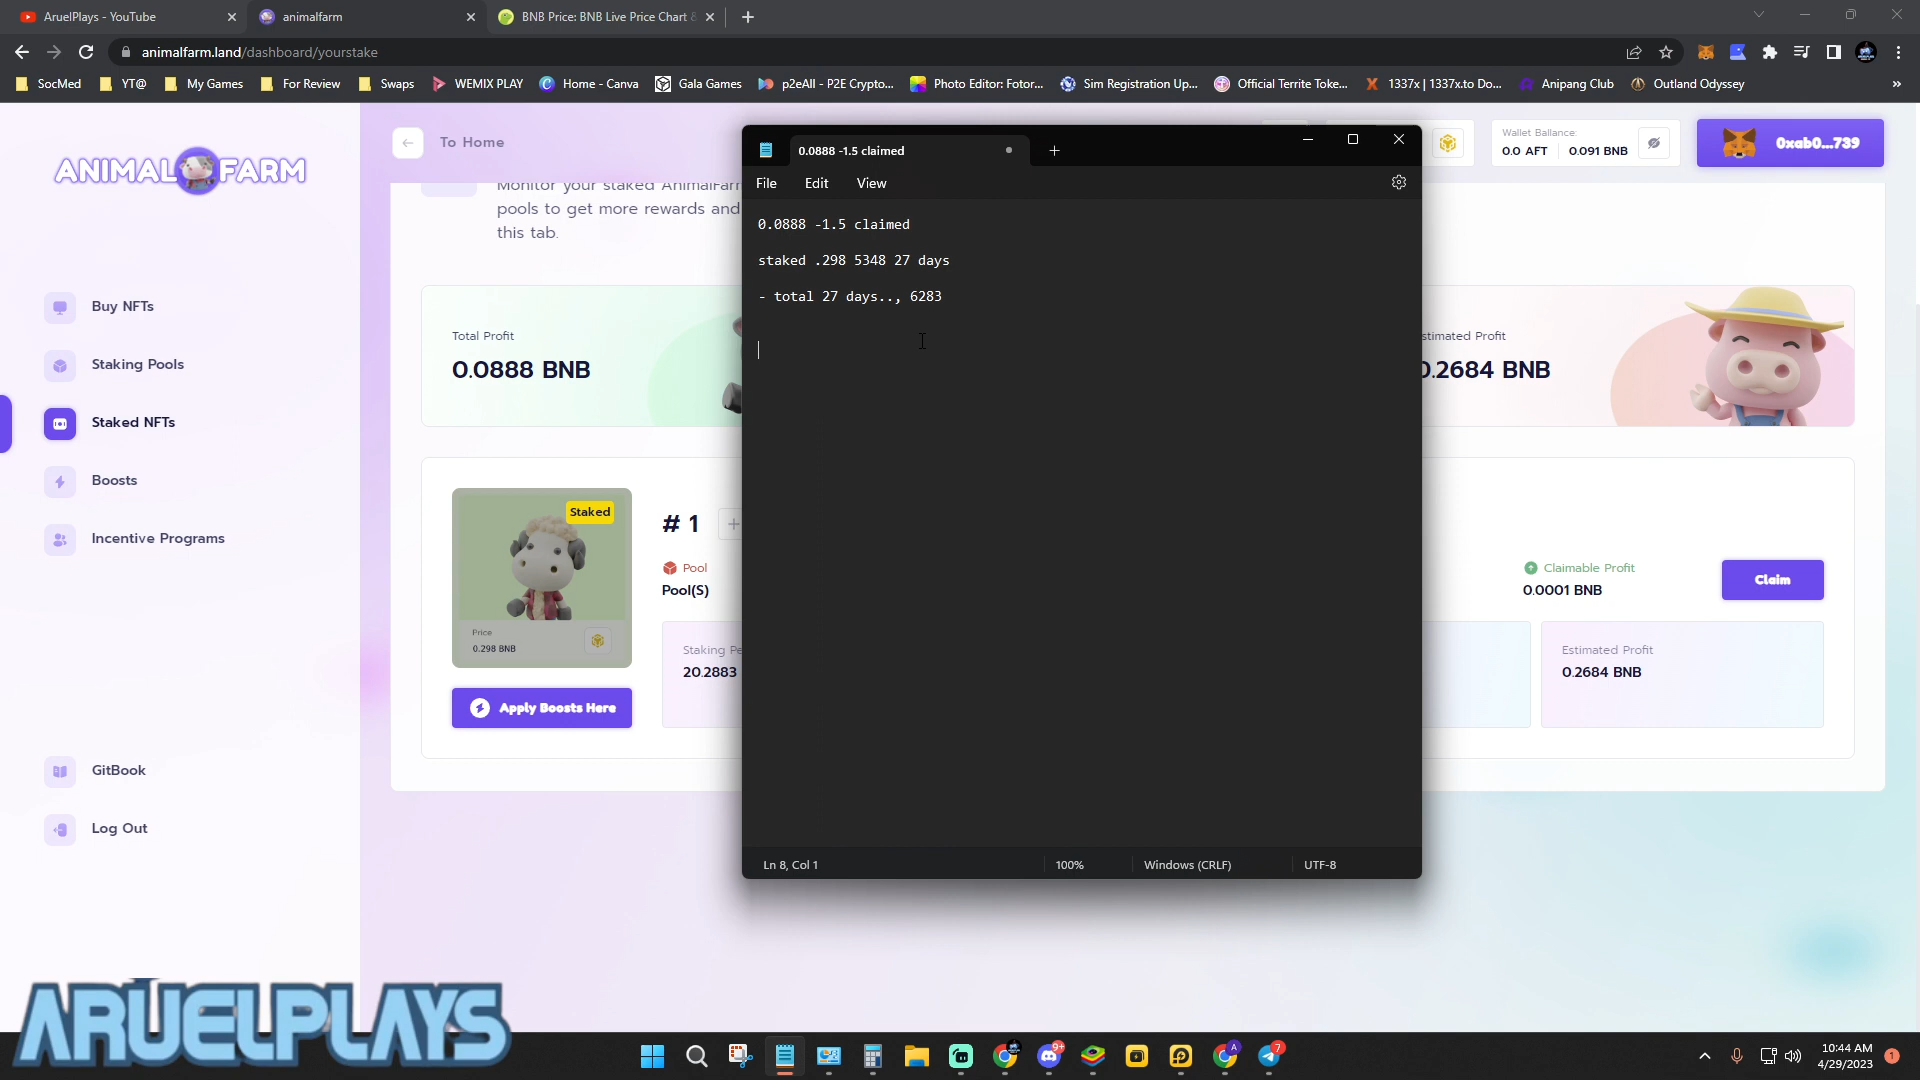 AruelPlays - YouTube
animalfarm
BNB Price: BNB Live Price Chart &
animalfarm.land/dashboard/yourstake
SocMed
YT@
My Games
For Review
Swaps
WEMIX PLAY
Home - Canva
Gala Games
p2eAll - P2E Crypto...
Photo Editor: Fotor...
Sim Registration Up...
Official Territe Toke...
1337x | 1337x.to Do...
Anipang Club
Outland Odyssey
»
ANIMAL FARM
To Home
Wallet Ballance:
0.0 AFT
0.091 BNB
0xab0...739
Monitor your staked AnimalFarm
pools to get more rewards and
this tab.
Buy NFTs
Staking Pools
Staked NFTs
Boosts
Incentive Programs
GitBook
Log Out
Total Profit
0.0888 BNB
stimated Profit
0.2684 BNB
Staked
Price
0.298 BNB
Apply Boosts Here
# 1
Pool
Pool(S)
Staking Pe
20.2883
Claimable Profit
0.0001 BNB
Claim
Estimated Profit
0.2684 BNB
0.0888 -1.5 claimed
File
Edit
View
0.0888 -1.5 claimed
staked .298 5348 27 days
- total 27 days.., 6283
Ln 8, Col 1
100%
Windows (CRLF)
UTF-8
ARUELPLAYS
9+
A
7
10:44 AM
4/29/2023
1